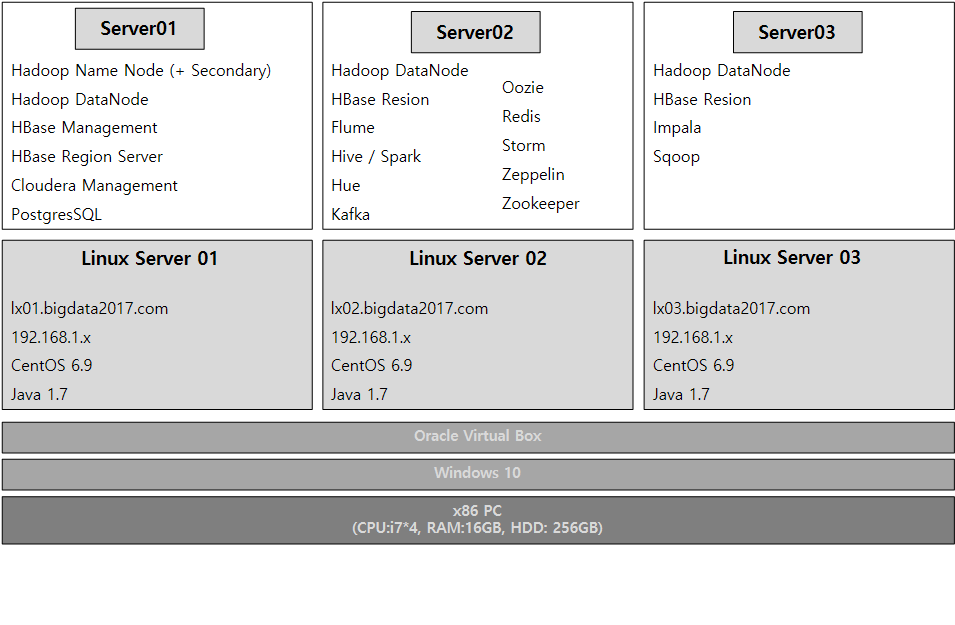 Server01
Hadoop Name Node (+ Secondary)
Hadoop DataNode
HBase Management
HBase Region Server
Cloudera Management
PostgresSQL
Server02
Hadoop DataNode
HBase Resion
Flume
Hive / Spark
Hue
Kafka
Oozie
Redis
Storm
Zeppelin
Zookeeper
Server03
Hadoop DataNode
HBase Resion
Impala
Sqoop
Linux Server 01
lx01.bigdata2017.com
192.168.1.x
CentOS 6.9
Java 1.7
Linux Server 02
lx02.bigdata2017.com
192.168.1.x
CentOS 6.9
Java 1.7
Linux Server 03
lx03.bigdata2017.com
192.168.1.x
CentOS 6.9
Java 1.7
Oracle Virtual Box
Windows 10
x86 PC
(CPU:i7*4, RAM:16GB, HDD: 256GB)